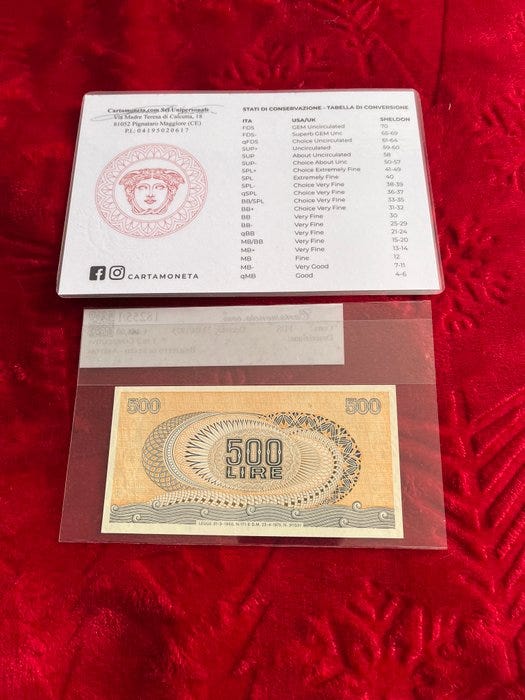 Cartamoneta.com Srl Unipersonale
Via Madre Teresa di Calcutta, 18
81052 Pignataro Maggiore (CE)
P.I.: 04195020617
CARTAMONETA
STATI DI CONSERVAZIONE - TABELLA DI CONVERSIONE
ITA USA/UK SHELDON
FDS GEM Uncirculated 70
FDS- Superb GEM Unc 65-69
qFDS Choice Uncirculated 61-64
SUP+ Uncirculated 59-60
SUP About Uncirculated 58
SUP- Choice About Unc 50-57
SPL+ Choice Extremely Fine 41-49
SPL Extremely Fine 40
SPL- Choice Very Fine 38-39
qSPL Choice Very Fine 36-37
BB/SPL Choice Very Fine 33-35
BB+ Choice Very Fine 31-32
BB Very Fine 30
BB- Very Fine 25-29
qBB Very Fine 21-24
MB/BB Very Fine 15-20
MB+ Very Fine 13-14
MB Fine 12
MB- Very Good 7-11
qMB Good 4-6
500 500
500
LIRE